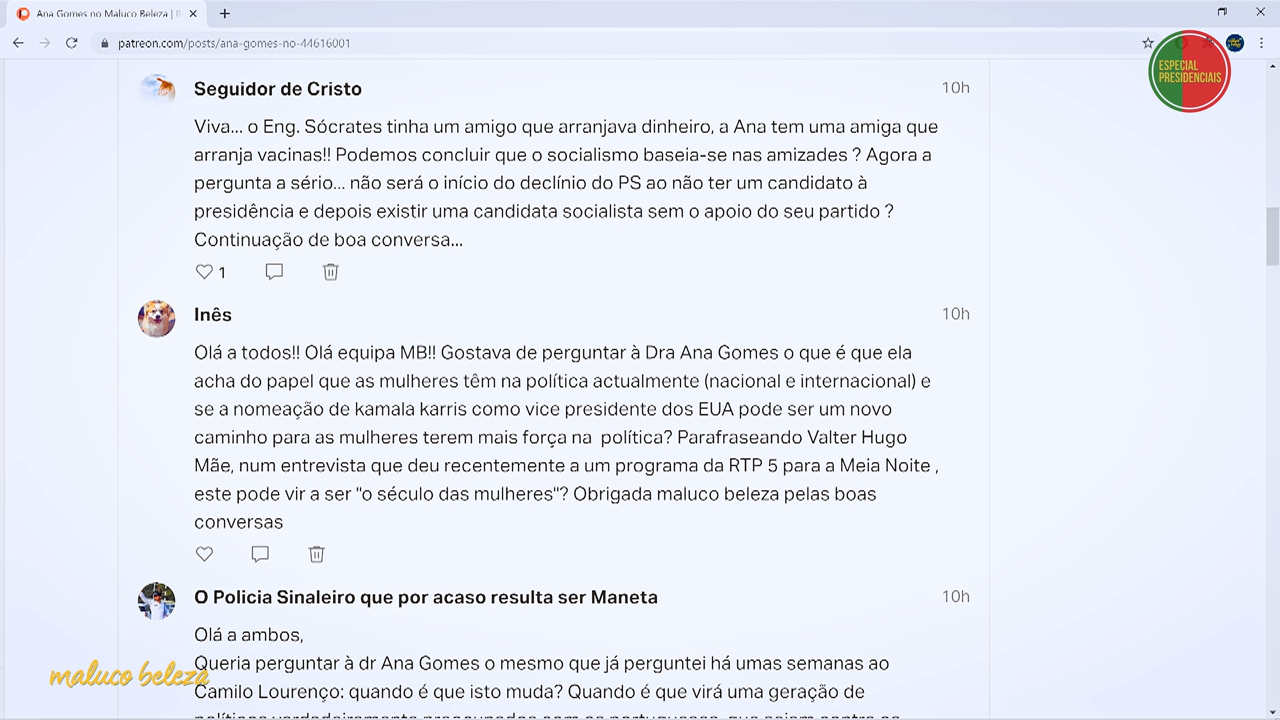 Ana Gomes no Maluco Beleza |
patreon.com/posts/ana-gomes-no-44616001
ESPECIAL
PRESIDENCIAIS
Seguidor de Cristo
10h
Viva... o Eng. Sócrates tinha um amigo que arranjava dinheiro, a Ana tem uma amiga que
arranja vacinas!! Podemos concluir que o socialismo baseia-se nas amizades ? Agora a
pergunta a sério... não será o início do declínio do PS ao não ter um candidato à
presidência e depois existir uma candidata socialista sem o apoio do seu partido ?
Continuação de boa conversa...
1
Inês
10h
Olá a todos!! Olá equipa MB!! Gostava de perguntar à Dra Ana Gomes o que é que ela
acha do papel que as mulheres têm na política actualmente (nacional e internacional) e
se a nomeação de kamala karris como vice presidente dos EUA pode ser um novo
caminho para as mulheres terem mais força na  política? Parafraseando Valter Hugo
Mãe, num entrevista que deu recentemente a um programa da RTP 5 para a Meia Noite ,
este pode vir a ser "o século das mulheres"? Obrigada maluco beleza pelas boas
conversas
O Policia Sinaleiro que por acaso resulta ser Maneta
10h
Olá a ambos,
Queria perguntar à dr Ana Gomes o mesmo que já perguntei há umas semanas ao
Camilo Lourenço: quando é que isto muda? Quando é que virá uma geração de
maluco beleza